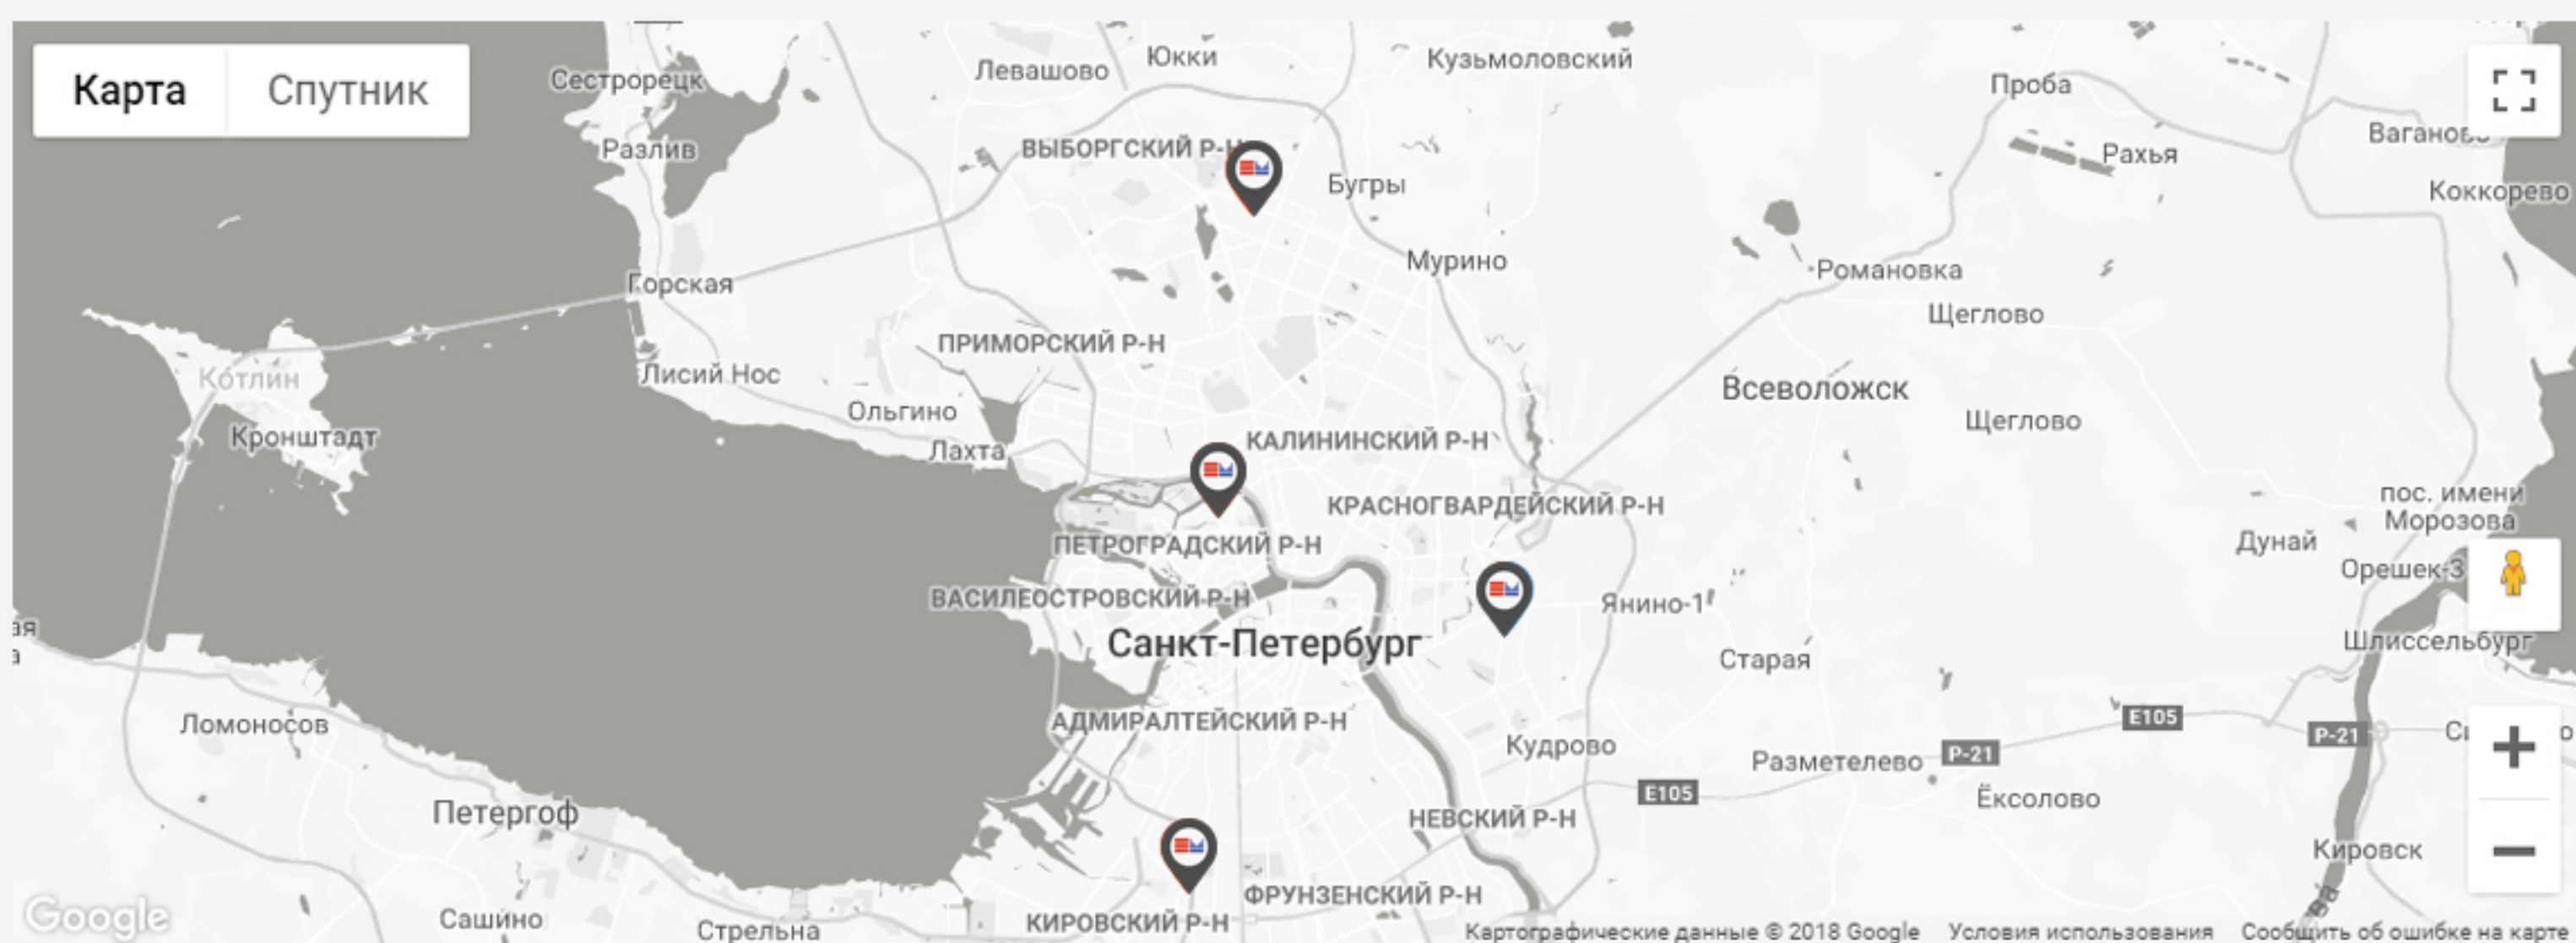 Карта
Спутник
Сестрорецк
Левашово
Юкки
Кузьмоловский
Проба
Разлив
ВЫБОРГСКИЙ Р-Н
Бугры
Рахья
Ваганово
Коккорево
Горская
Мурино
Романовка
Щеглово
ПРИМОРСКИЙ Р-Н
Котлин
Лисий Нос
Всеволожск
Ольгино
Щеглово
Кронштадт
Лахта
КАЛИНИНСКИЙ Р-Н
КРАСНОГВАРДЕЙСКИЙ Р-Н
пос. имени
Морозова
Дунай
ПЕТРОГРАДСКИЙ Р-Н
Орешек-3
ВАСИЛЕОСТРОВСКИЙ Р-Н
Янино-1
Санкт-Петербург
Старая
Шлиссельбург
Ломоносов
АДМИРАЛТЕЙСКИЙ Р-Н
Кудрово
E105
P-21
Разметелово
P-21
E105
Ёксолово
Петергоф
НЕВСКИЙ Р-Н
Кировск
ФРУНЗЕНСКИЙ Р-Н
Google
Сашино
Стрельна
КИРОВСКИЙ Р-Н
Картографические данные © 2018 Google
Условия использования
Сообщить об ошибке на карте